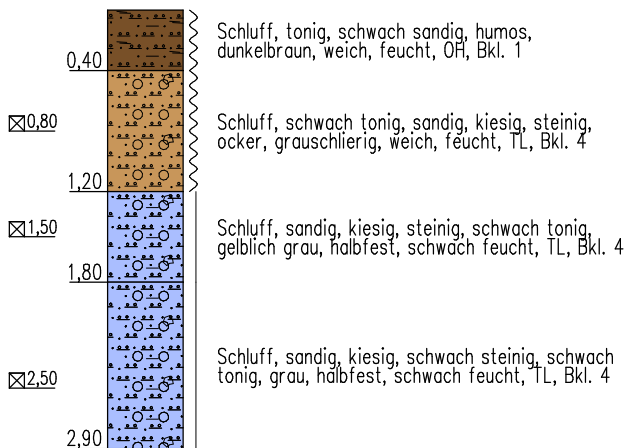 Schluff, tonig, schwach sandig, humos,
dunkelbraun, weich, feucht, OH, Bkl. 1
0,40
0,80
Schluff, schwach tonig, sandig, kiesig, steinig,
ocker, grauschlierig, weich, feucht, TL, Bkl. 4
1,20
1,50
Schluff, sandig, kiesig, steinig, schwach tonig,
gelblich grau, halbfest, schwach feucht, TL, Bkl. 4
1,80
Schluff, sandig, kiesig, schwach steinig, schwach
tonig, grau, halbfest, schwach feucht, TL, Bkl. 4
2,50
2,90